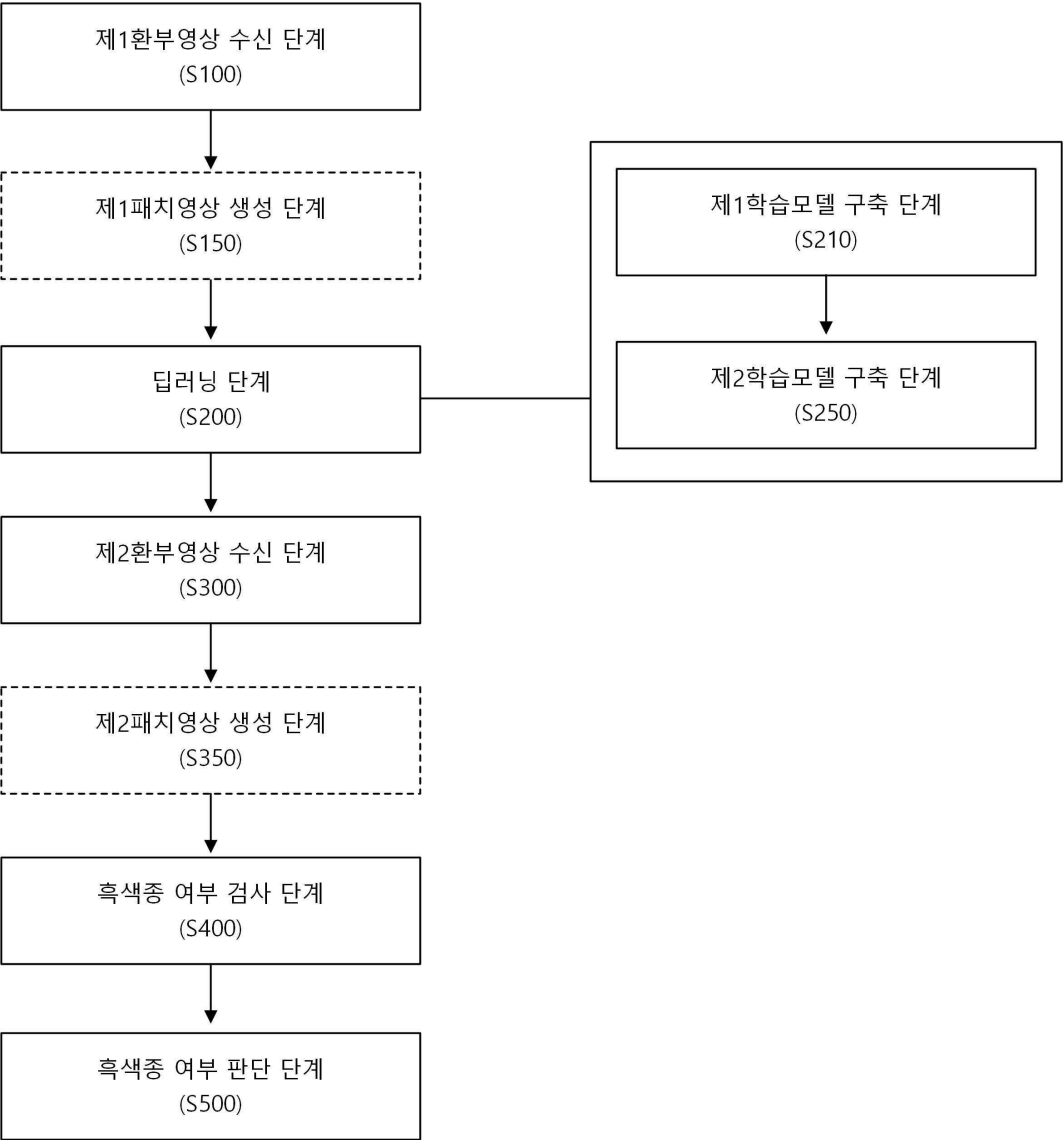 제1환부영상 수신 단계
(S100)
제1패치영상 생성 단계
(S150)
딥러닝 단계
(S200)
제1학습모델 구축 단계
(S210)
제2학습모델 구축 단계
(S250)
제2환부영상 수신 단계
(S300)
제2패치영상 생성 단계
(S350)
흑색종 여부 검사 단계
(S400)
흑색종 여부 판단 단계
(S500)